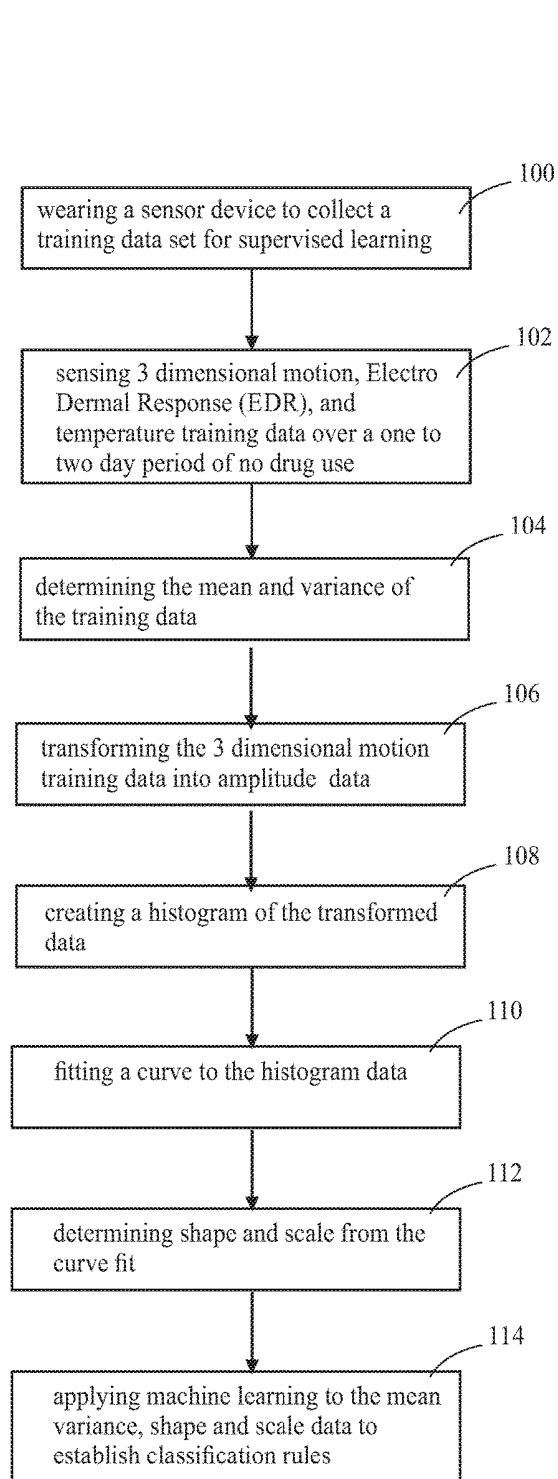 100
wearing a sensor device to collect a
training data set for supervised learning
102
sensing 3 dimensional motion, Electro
Dermal Response (EDR), and
temperature training data over a one to
two day period of no drug use
104
determining the mean and variance of
the training data
106
transforming the 3 dimensional motion
training data into amplitude data
108
creating a histogram of the transformed
data
110
fitting a curve to the histogram data
112
determining shape and scale from the
curve fit
114
applying machine learning to the mean
variance, shape and scale data to
establish classification rules